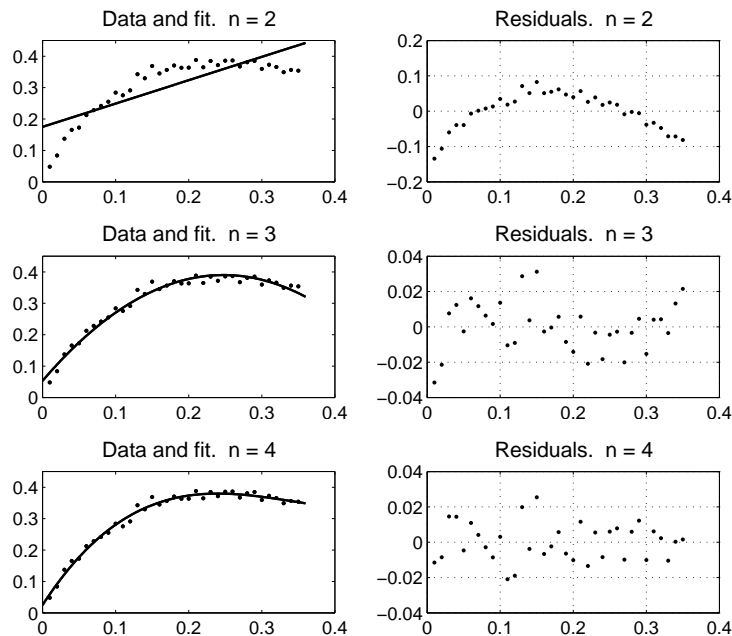 Data and fit.  n = 2
0.4
0.3
0.2
0.1
0
0 0.1 0.2 0.3 0.4
Residuals.  n = 2
0.2
0.1
0
−0.1
−0.2
0 0.1 0.2 0.3 0.4
Data and fit.  n = 3
0.4
0.3
0.2
0.1
0
0 0.1 0.2 0.3 0.4
Residuals.  n = 3
0.04
0.02
0
−0.02
−0.04
0 0.1 0.2 0.3 0.4
Data and fit.  n = 4
0.4
0.3
0.2
0.1
0
0 0.1 0.2 0.3 0.4
Residuals.  n = 4
0.04
0.02
0
−0.02
−0.04
0 0.1 0.2 0.3 0.4